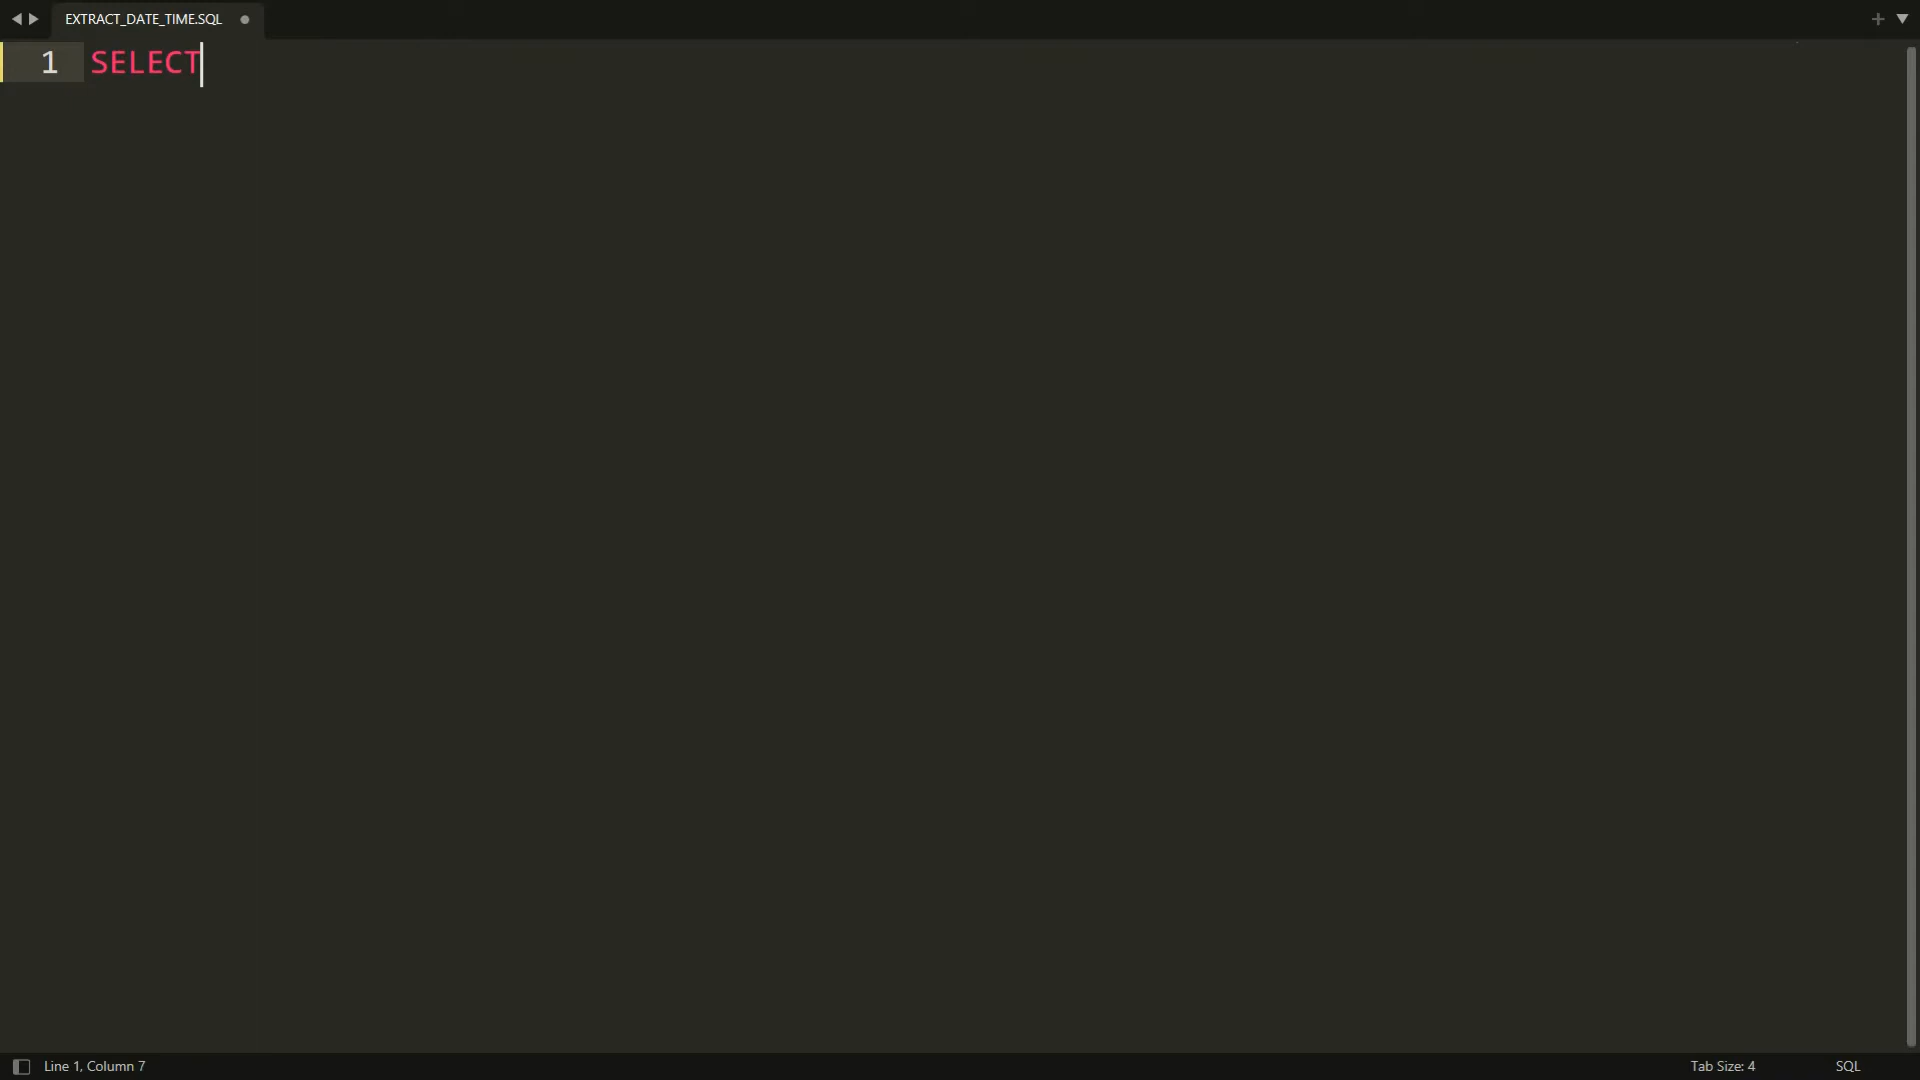 EXTRACT_DATE_TIME.SQL
1 SELECT
Line 1, Column 7
Tab Size: 4
SQL